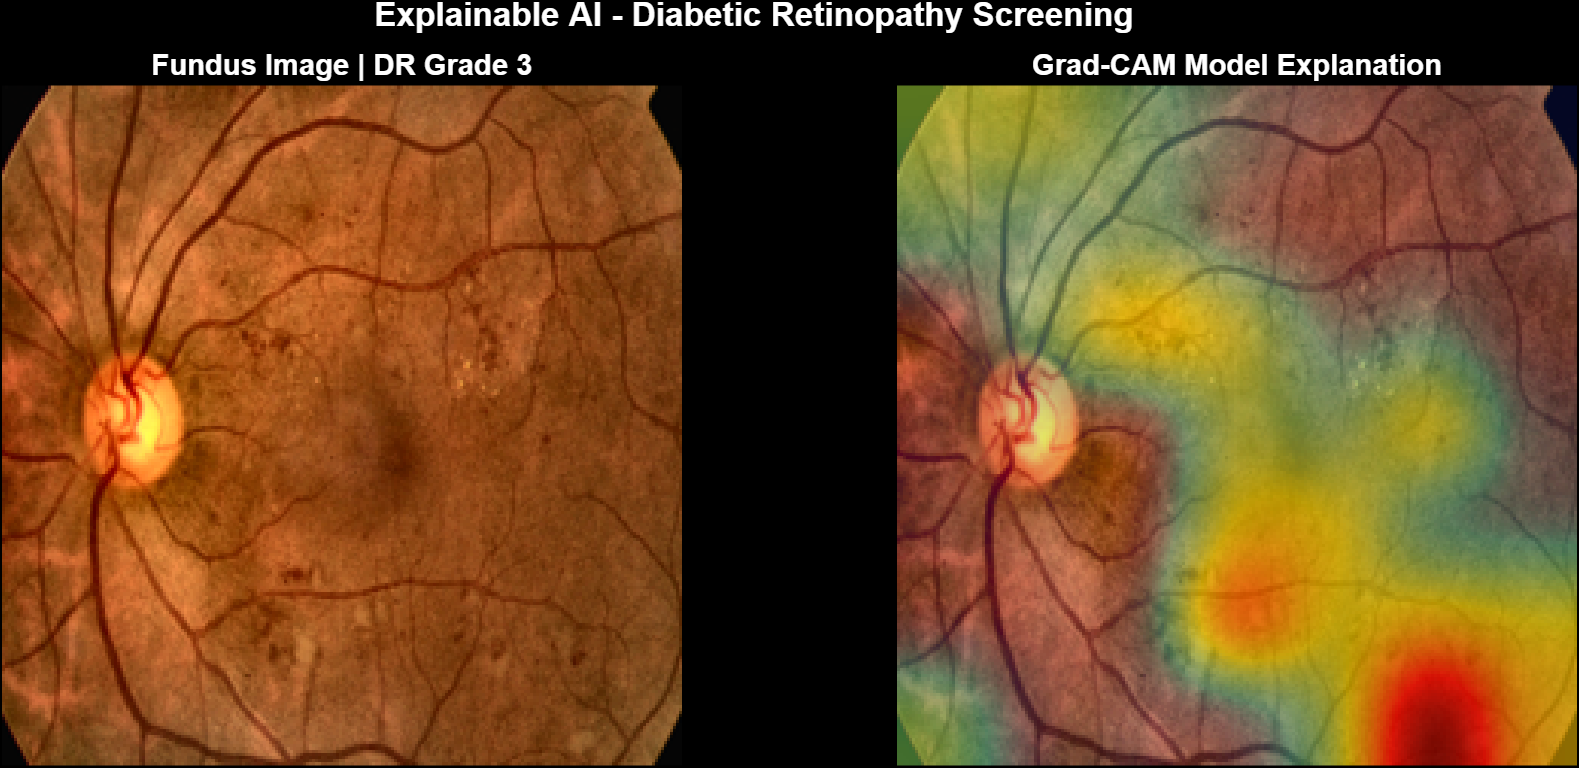 Explainable AI - Diabetic Retinopathy Screening
Fundus Image | DR Grade 3
Grad-CAM Model Explanation